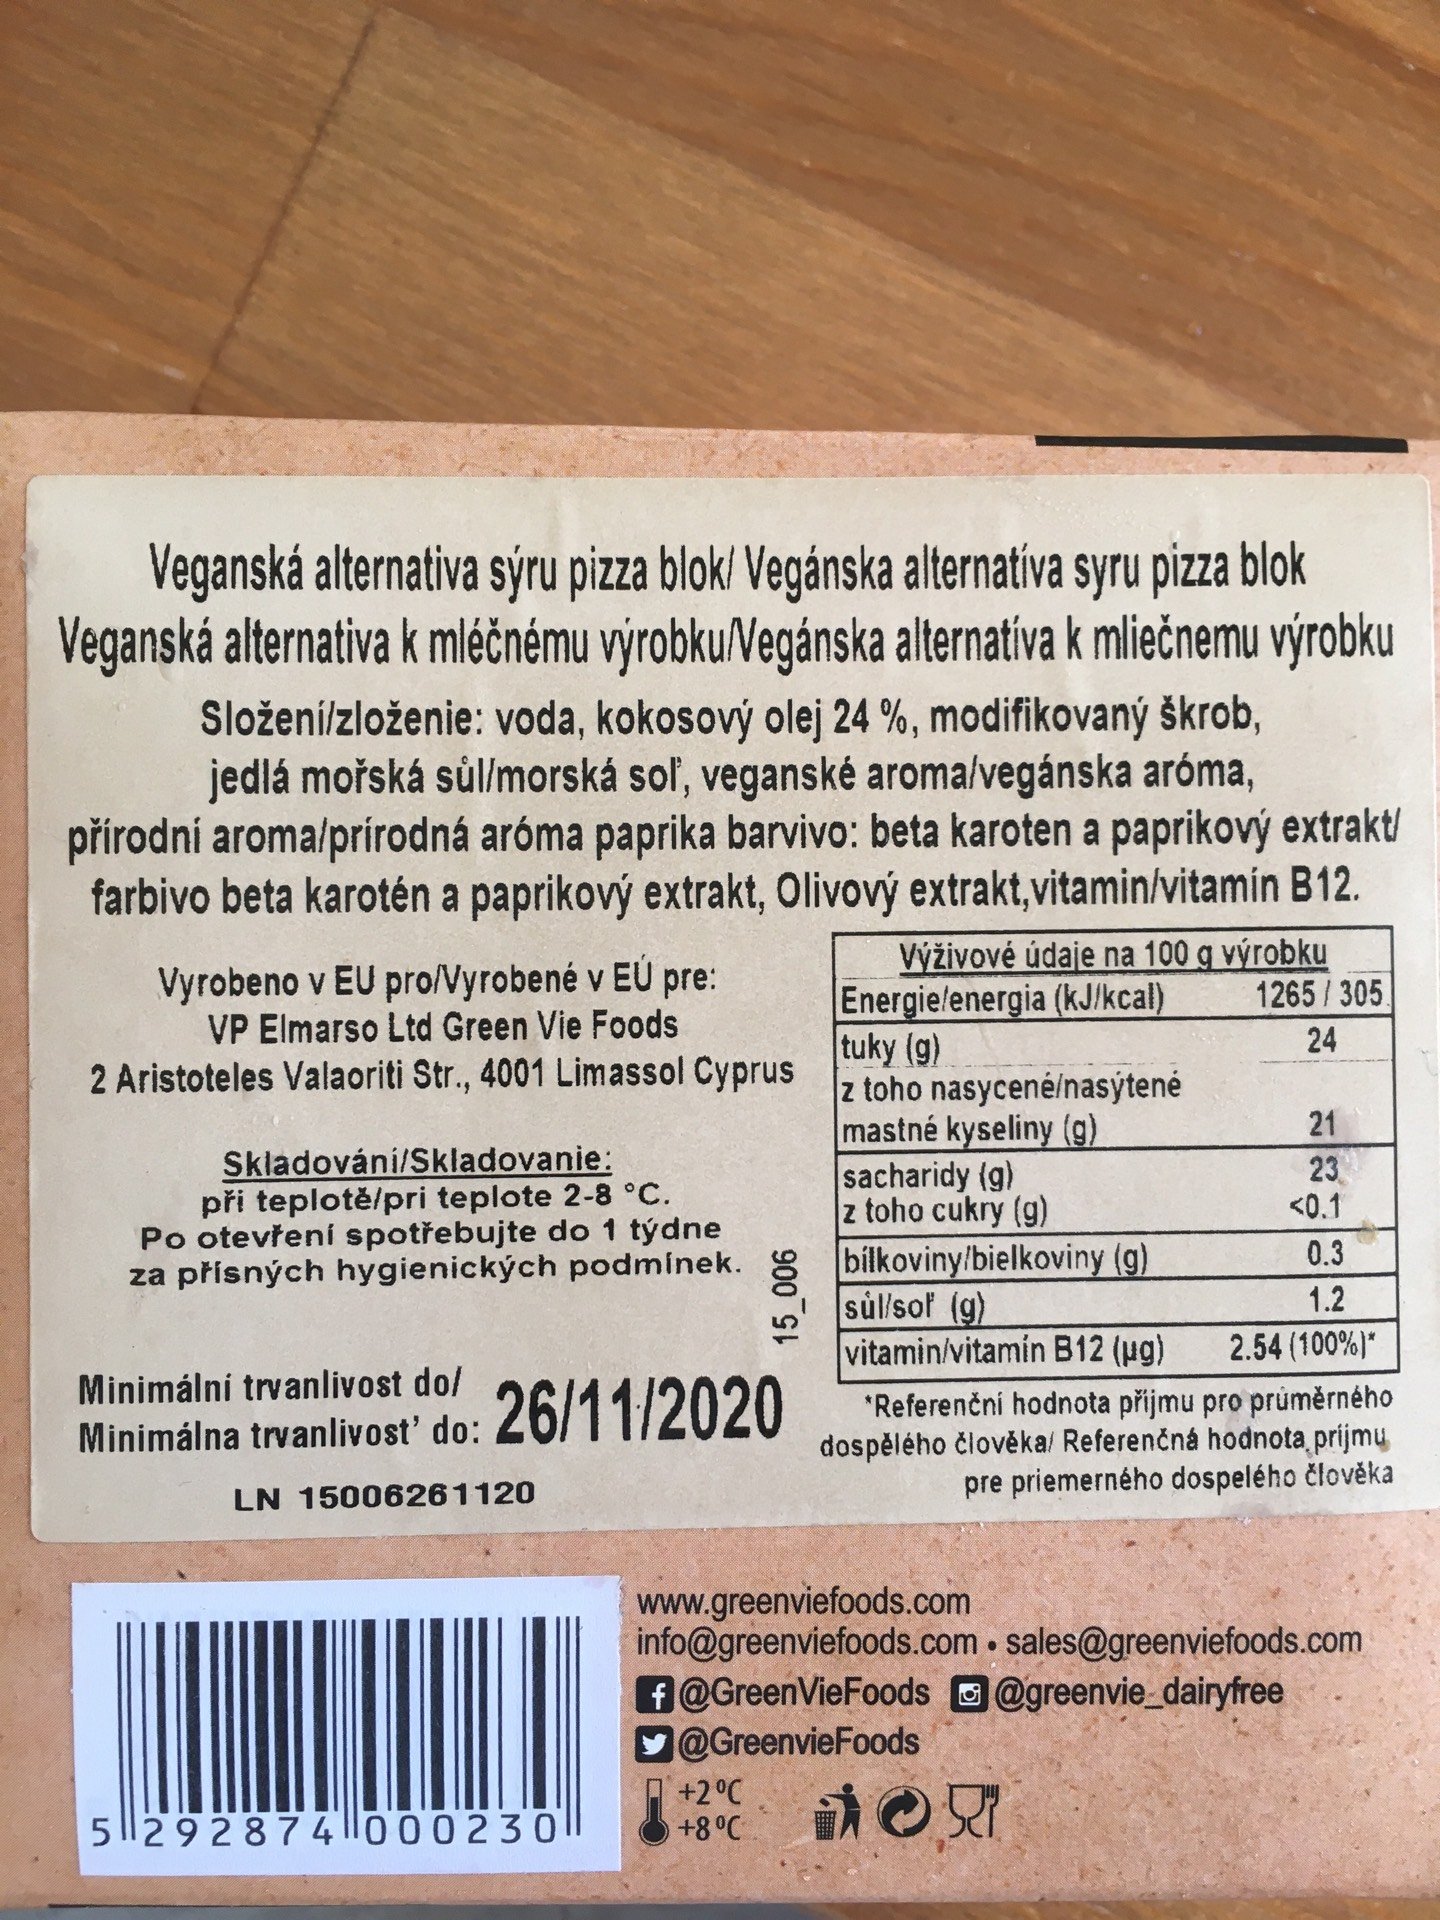 Veganská alternativa sýru pizza blok/ Vegánska alternatíva syru pizza blok
Veganská alternativa k mléčnému výrobku/Vegánska alternatíva k mliečnemu výrobku
Složení/zloženie: voda, kokosový olej 24 %, modifikovaný škrob,
jedlá mořská sůl/morská soľ, veganské aroma/vegánska aróma,
přírodní aroma/prírodná aróma paprika barvivo: beta karoten a paprikový extrakt/
farbivo beta karotén a paprikový extrakt, Olivový extrakt,vitamin/vitamín B12.
Vyrobeno v EU pro/Vyrobené v EÚ pre:
VP Elmarso Ltd Green Vie Foods
2 Aristoteles Valaoriti Str., 4001 Limassol Cyprus
Skladování/Skladovanie:
při teplotě/pri teplote 2-8 °C.
Po otevření spotřebujte do 1 týdne
za přísných hygienických podmínek.
15_006
Minimální trvanlivost do/
Minimálna trvanlivost' do: 26/11/2020
LN 15006261120
Výživové údaje na 100 g výrobku
Energie/energia (kJ/kcal) 1265 / 305
tuky (g) 24
z toho nasycené/nasýtené
mastné kyseliny (g) 21
sacharidy (g) 23
z toho cukry (g) <0.1
bílkoviny/bielkoviny (g) 0.3
sůl/soľ (g) 1.2
vitamin/vitamín B12 (µg) 2.54 (100%)*
*Referenční hodnota příjmu pro průměrného
dospělého člověka/ Referenčná hodnota príjmu
pre priemerného dospelého člověka
5 292874 000230
www.greenviefoods.com
info@greenviefoods.com • sales@greenviefoods.com
@GreenVieFoods @greenvie_dairyfree
@GreenvieFoods
+2 ºC
+8 ºC